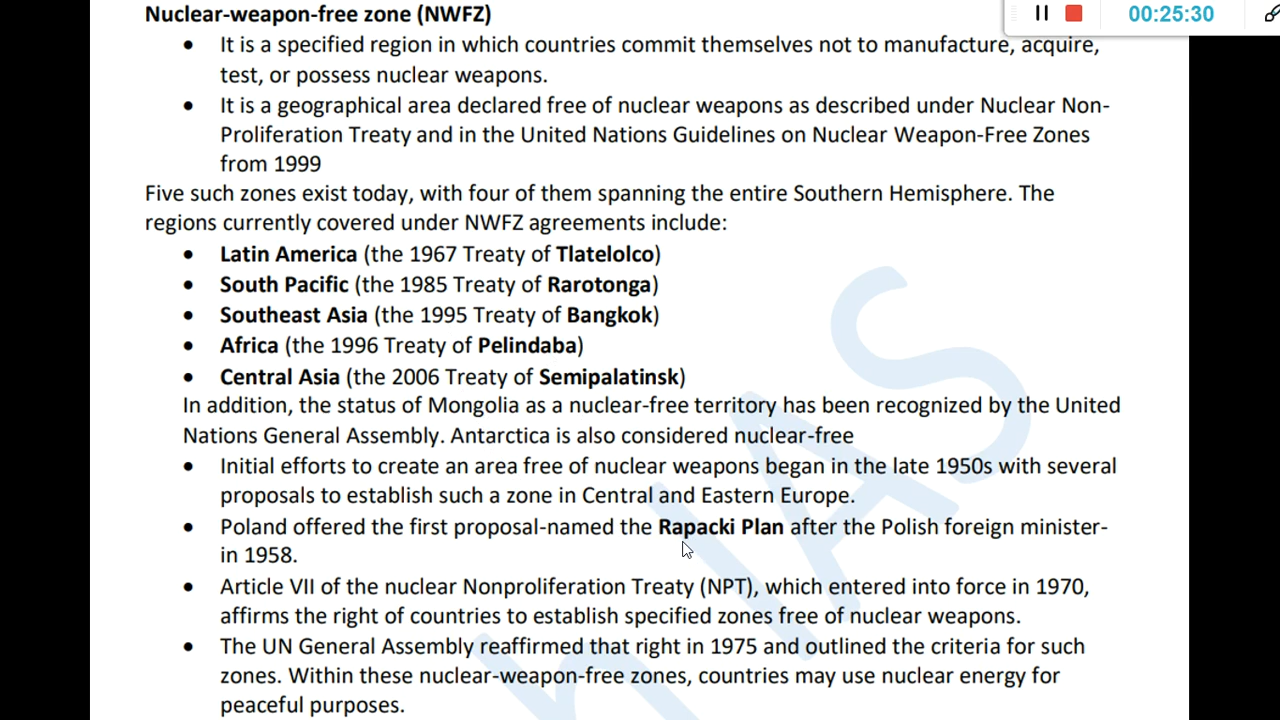 Nuclear-weapon-free zone (NWFZ)
00:25:30
• It is a specified region in which countries commit themselves not to manufacture, acquire,
test, or possess nuclear weapons.
• It is a geographical area declared free of nuclear weapons as described under Nuclear Non-
Proliferation Treaty and in the United Nations Guidelines on Nuclear Weapon-Free Zones
from 1999
Five such zones exist today, with four of them spanning the entire Southern Hemisphere. The
regions currently covered under NWFZ agreements include:
• Latin America (the 1967 Treaty of Tlatelolco)
• South Pacific (the 1985 Treaty of Rarotonga)
• Southeast Asia (the 1995 Treaty of Bangkok)
• Africa (the 1996 Treaty of Pelindaba)
• Central Asia (the 2006 Treaty of Semipalatinsk)
In addition, the status of Mongolia as a nuclear-free territory has been recognized by the United
Nations General Assembly. Antarctica is also considered nuclear-free
• Initial efforts to create an area free of nuclear weapons began in the late 1950s with several
proposals to establish such a zone in Central and Eastern Europe.
• Poland offered the first proposal-named the Rapacki Plan after the Polish foreign minister-
in 1958.
• Article VII of the nuclear Nonproliferation Treaty (NPT), which entered into force in 1970,
affirms the right of countries to establish specified zones free of nuclear weapons.
• The UN General Assembly reaffirmed that right in 1975 and outlined the criteria for such
zones. Within these nuclear-weapon-free zones, countries may use nuclear energy for
peaceful purposes.
IAS